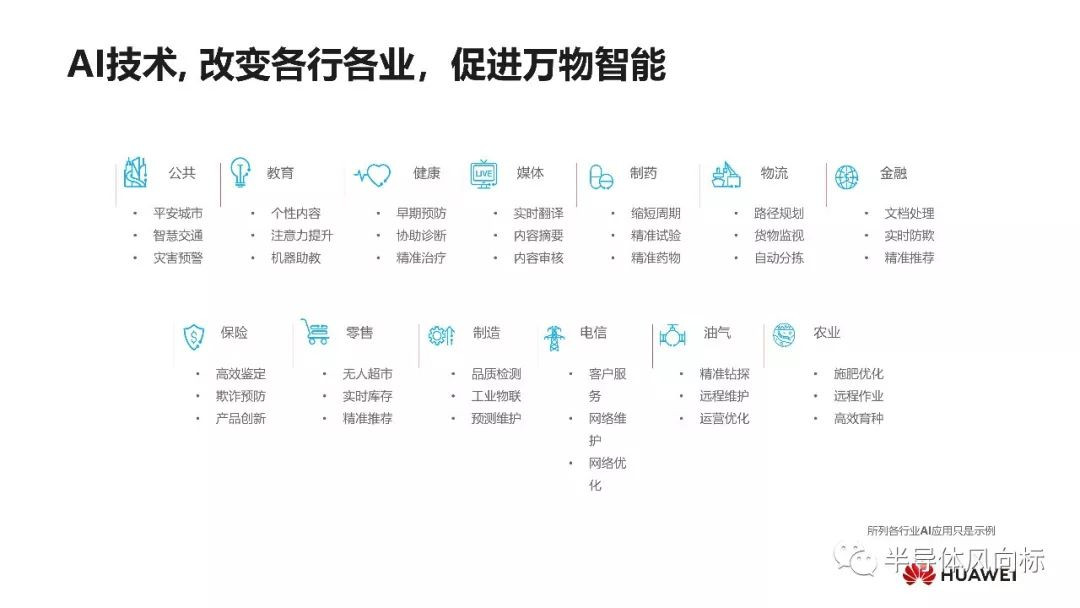 AI技术, 改变各行各业，促进万物智能
公共
平安城市
智慧交通
灾害预警
教育
个性内容
注意力提升
机器助教
健康
早期预防
协助诊断
精准治疗
LIVE
媒体
实时翻译
内容摘要
内容审核
制药
缩短周期
精准试验
精准药物
物流
路径规划
货物监视
自动分拣
金融
文档处理
实时防欺
精准推荐
保险
高效鉴定
欺诈预防
产品创新
零售
无人超市
实时库存
精准推荐
制造
品质检测
工业物联
预测维护
电信
客户服
务
网络维
护
网络优
化
油气
精准钻探
远程维护
运营优化
农业
施肥优化
远程作业
高效育种
所列各行业AI应用只是示例
半导体风向标
HUAWEI